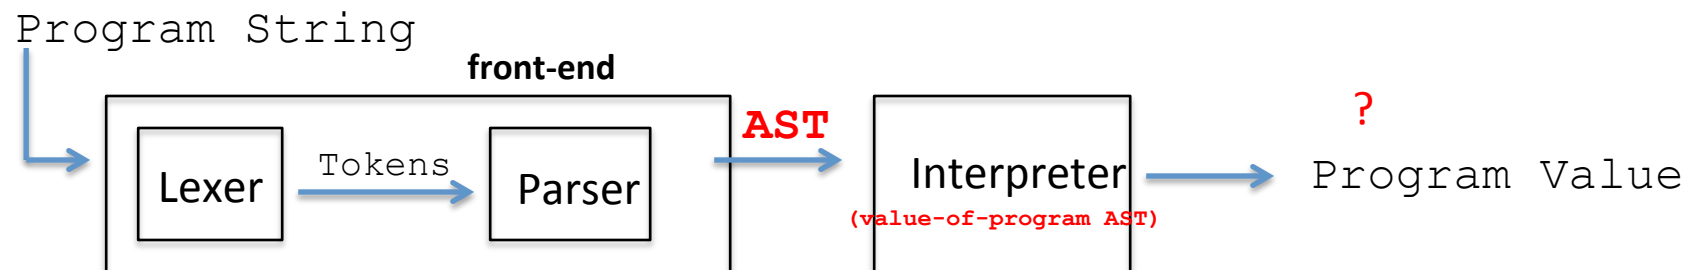 Program String
front-end
Lexer
Tokens
Parser
AST
Interpreter
(value-of-program AST)
?
Program Value